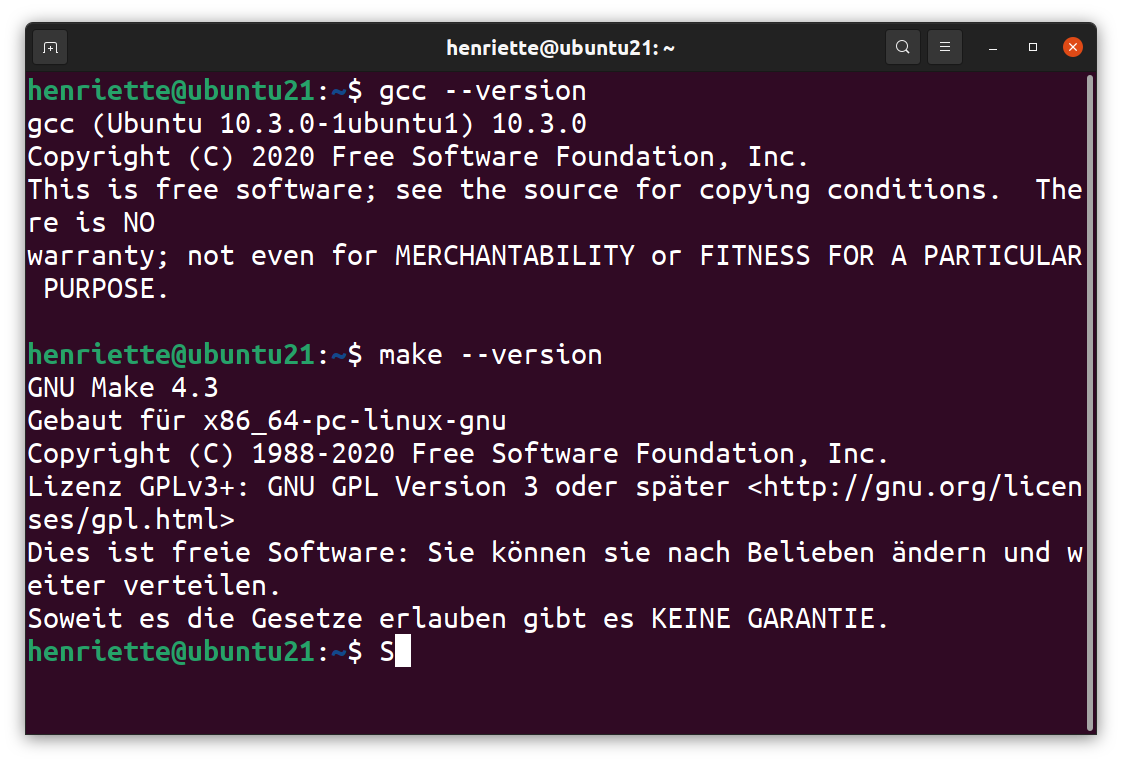 henriette@ubuntu21: ~
henriette@ubuntu21:~$ gcc --version
gcc (Ubuntu 10.3.0-1ubuntu1) 10.3.0
Copyright (C) 2020 Free Software Foundation, Inc.
This is free software; see the source for copying conditions.  The
re is NO
warranty; not even for MERCHANTABILITY or FITNESS FOR A PARTICULAR
 PURPOSE.

henriette@ubuntu21:~$ make --version
GNU Make 4.3
Gebaut für x86_64-pc-linux-gnu
Copyright (C) 1988-2020 Free Software Foundation, Inc.
Lizenz GPLv3+: GNU GPL Version 3 oder später <http://gnu.org/licen
ses/gpl.html>
Dies ist freie Software: Sie können sie nach Belieben ändern und w
eiter verteilen.
Soweit es die Gesetze erlauben gibt es KEINE GARANTIE.
henriette@ubuntu21:~$ S